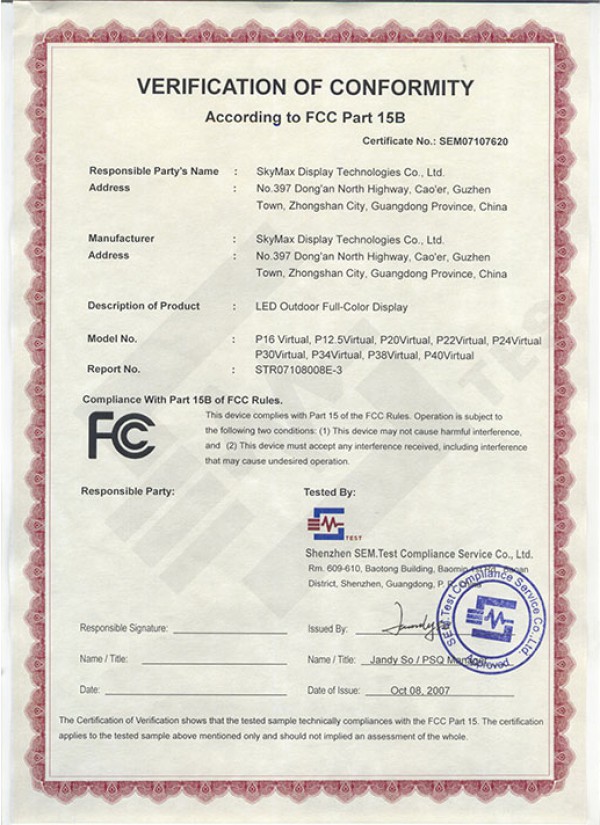 VERIFICATION OF CONFORMITY
According to FCC Part 15B
Certificate No.: SEM07107620
Responsible Party's Name : SkyMax Display Technologies Co., Ltd.
Address : No.397 Dong'an North Highway, Cao'er, Guzhen
Town, Zhongshan City, Guangdong Province, China
Manufacturer : SkyMax Display Technologies Co., Ltd.
Address : No.397 Dong'an North Highway, Cao'er, Guzhen
Town, Zhongshan City, Guangdong Province, China
Description of Product : LED Outdoor Full-Color Display
Model No. : P16 Virtual, P12.5Virtual, P20Virtual, P22Virtual, P24Virtual
P30Virtual, P34Virtual, P38Virtual, P40Virtual
Report No. : STR07108008E-3
Compliance With Part 15B of FCC Rules.
FC
This device complies with Part 15 of the FCC Rules. Operation is subject to
the following two conditions: (1) This device may not cause harmful interference,
and (2) This device must accept any interference received, including interference
that may cause undesired operation.
Responsible Party: Tested By:
TEST
Shenzhen SEM.Test Compliance Service Co., Ltd.
Rm. 609-610, Baotong Building, Baomin
District, Shenzhen, Guangdong, P.
SEM.Test Compliance Service Co.,Ltd.
Approved
Responsible Signature: Issued By:
Name / Title: Name / Title: Jandy So / PSQ Manager
Date: Date of Issue: Oct 08, 2007
The Certification of Verification shows that the tested sample technically compliances with the FCC Part 15. The certification
applies to the tested sample above mentioned only and should not implied an assessment of the whole.